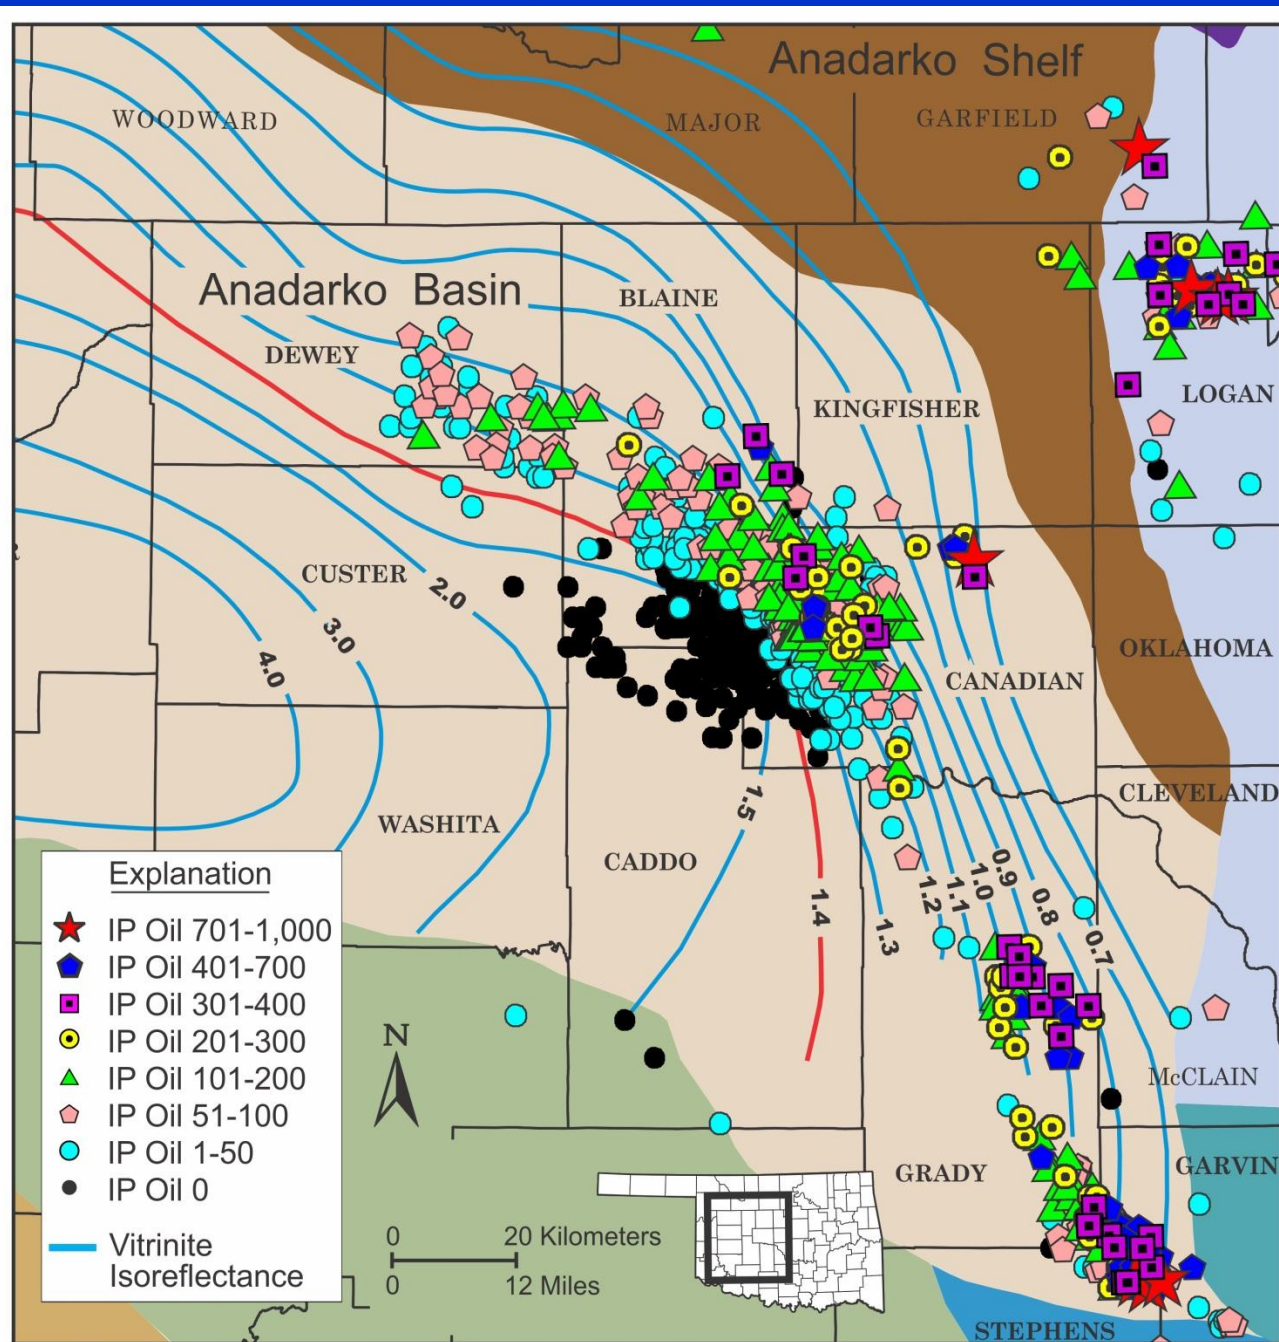 Anadarko Shelf
WOODWARD
MAJOR
GARFIELD
Anadarko Basin
BLAINE
DEWEY
LOGAN
KINGFISHER
CUSTER
2.0
3.0
4.0
OKLAHOMA
CANADIAN
CLEVELAND
WASHITA
CADDO
1.5
1.4
1.3
1.2
1.1
1.0
0.9
0.8
0.7
McCLAIN
GRADY
GARVIN
STEPHENS
Explanation
IP Oil 701-1,000
IP Oil 401-700
IP Oil 301-400
IP Oil 201-300
IP Oil 101-200
IP Oil 51-100
IP Oil 1-50
IP Oil 0
Vitrinite
Isoreflectance
N
0 20 Kilometers
0 12 Miles